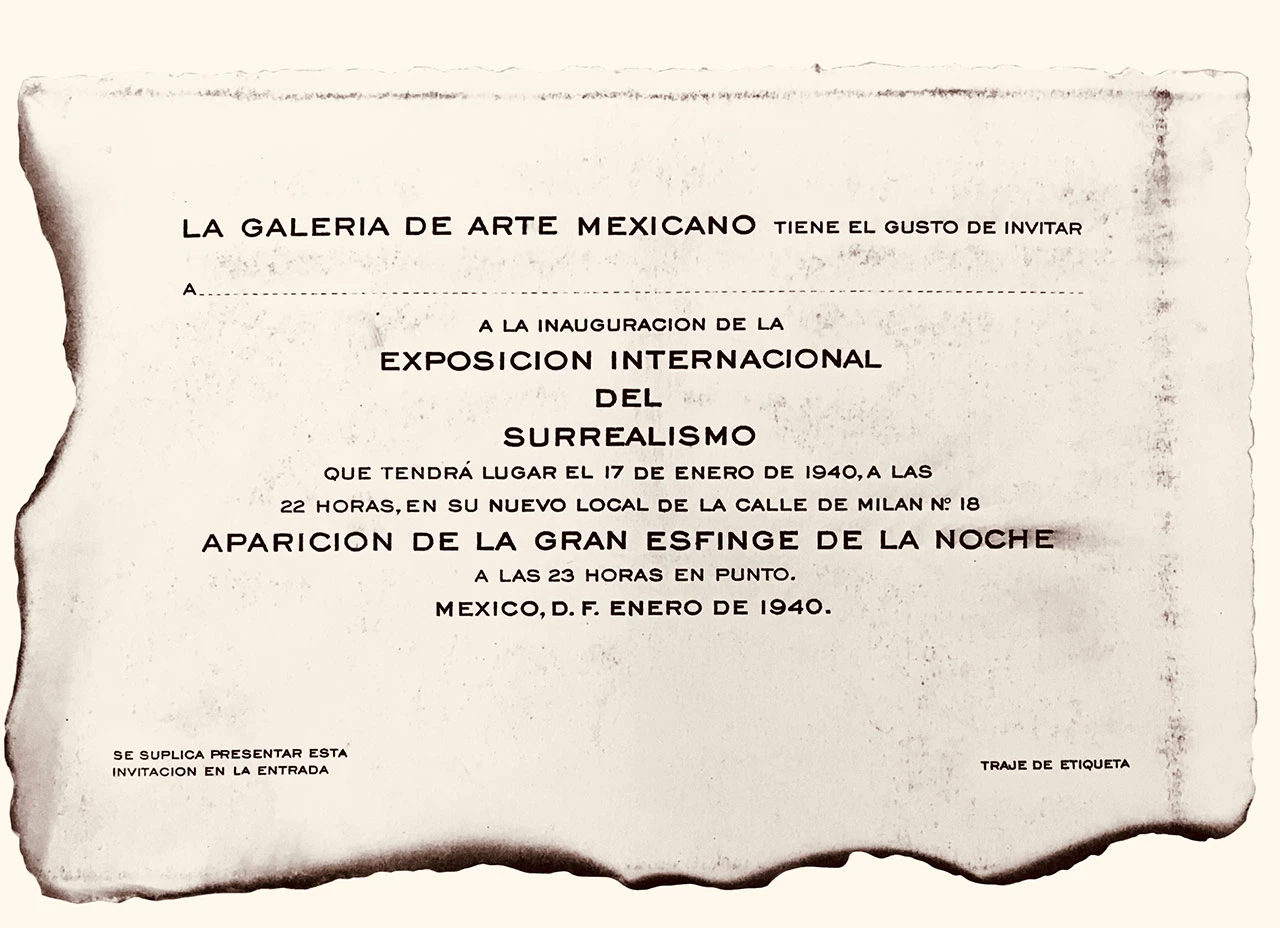 LA GALERIA DE ARTE MEXICANO TIENE EL GUSTO DE INVITAR
A
A LA INAUGURACION DE LA
EXPOSICION INTERNACIONAL
DEL
SURREALISMO
QUE TENDRÁ LUGAR EL 17 DE ENERO DE 1940, A LAS
22 HORAS, EN SU NUEVO LOCAL DE LA CALLE DE MILAN Nº 18
APARICION DE LA GRAN ESFINGE DE LA NOCHE
A LAS 23 HORAS EN PUNTO.
MEXICO, D. F. ENERO DE 1940.
SE SUPLICA PRESENTAR ESTA
INVITACION EN LA ENTRADA
TRAJE DE ETIQUETA